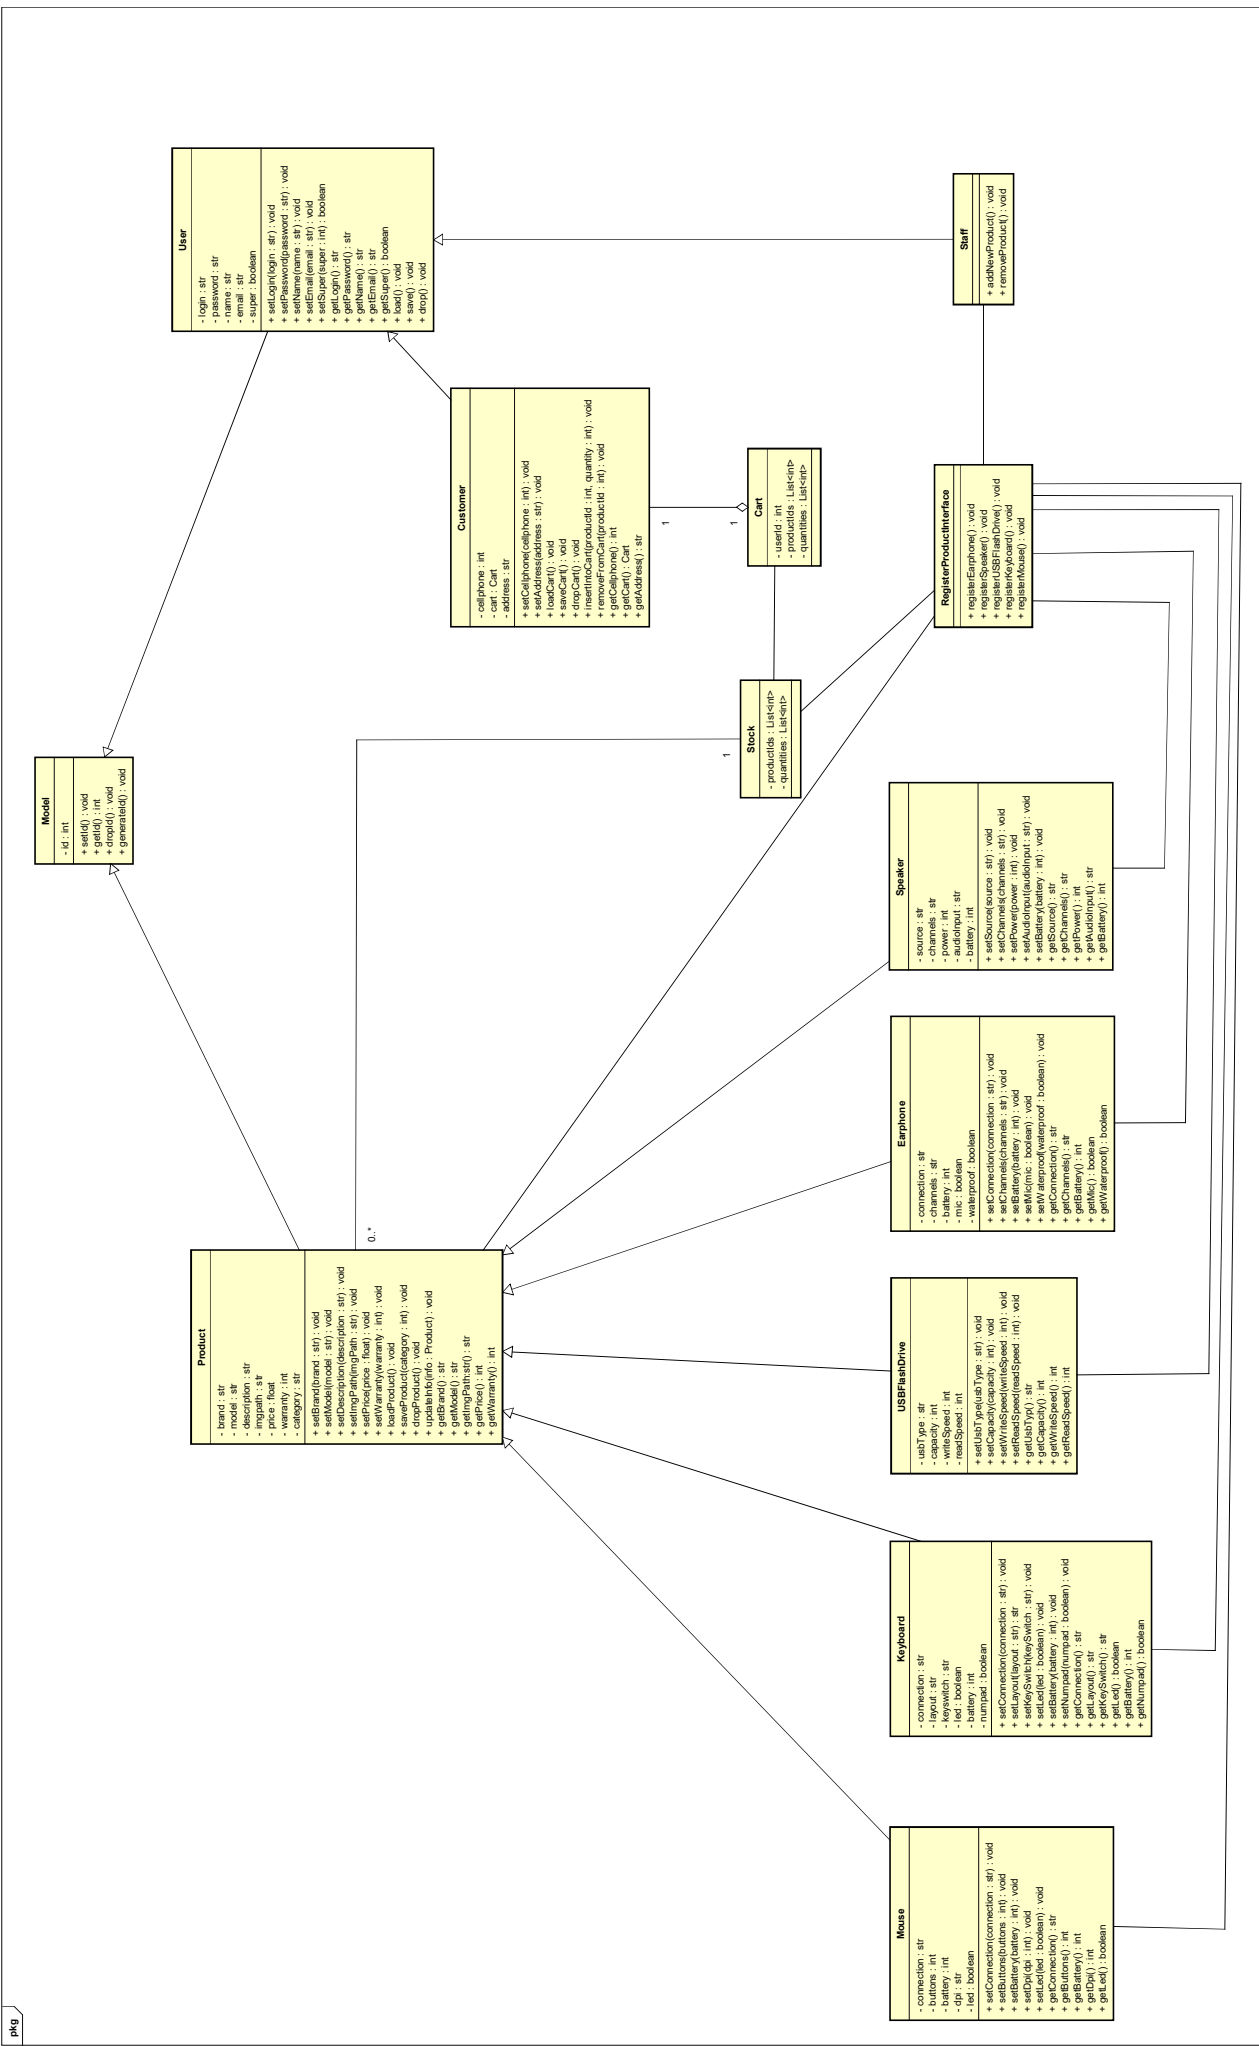 pkg
Model
- id : int
+ setId() : void
+ getId() : int
+ dropId() : void
+ generateId() : void
User
- login : str
- password : str
- name : str
- email : str
- super : boolean
+ setLogin(login : str) : void
+ setPassword(password : str) : void
+ setName(name : str) : void
+ setEmail(email : str) : void
+ setSuper(super : int) : boolean
+ getLogin() : str
+ getPassword() : str
+ getName() : str
+ getEmail() : str
+ getSuper() : boolean
+ load() : void
+ save() : void
+ drop() : void
Product
- brand : str
- model : str
- description : str
- imgpath : str
- price : float
- warranty : int
- category : str
+ setBrand(brand : str) : void
+ setModel(model : str) : void
+ setDescription(description : str) : void
+ setImgPath(imgPath : str) : void
+ setPrice(price : float) : void
+ setWarranty(warranty : int) : void
+ loadProduct() : void
+ saveProduct(category : int) : void
+ dropProduct() : void
+ updateInfo(info : Product) : void
+ getBrand() : str
+ getModel() : str
+ getImgPath:str() : str
+ getPrice() : int
+ getWarranty() : int
0..*
Customer
- cellphone : int
- cart : Cart
- address : str
+ setCellphone(cellphone : int) : void
+ setAddress(address : str) : void
+ loadCart() : void
+ saveCart() : void
+ dropCart() : void
+ insertIntoCart(productId : int, quantity : int) : void
+ removeFromCart(productId : int) : void
+ getCellphone() : int
+ getCart() : Cart
+ getAddress() : str
1
1
1
Stock
- productIds : List<int>
- quantities : List<int>
Cart
- userId : int
- productIds : List<int>
- quantities : List<int>
Mouse
- connection : str
- buttons : int
- battery : int
- dpi : str
- led : boolean
+ setConnection(connection : str) : void
+ setButtons(buttons : int) : void
+ setBattery(battery : int) : void
+ setDpi(dpi : int) : void
+ setLed(led : boolean) : void
+ getConnection() : str
+ getButtons() : int
+ getBattery() : int
+ getDpi() : int
+ getLed() : boolean
Keyboard
- connection : str
- layout : str
- keyswitch : str
- led : boolean
- battery : int
- numpad : boolean
+ setConnection(connection : str) : void
+ setLayout(layout : str) : str
+ setKeySwitch(keySwitch : str) : void
+ setLed(led : boolean) : void
+ setBattery(battery : int) : void
+ setNumpad(numpad : boolean) : void
+ getConnection() : str
+ getLayout() : str
+ getKeySwitch() : str
+ getLed() : boolean
+ getBattery() : int
+ getNumpad() : boolean
USBFlashDrive
- usbType : str
- capacity : int
- writeSpeed : int
- readSpeed : int
+ setUsbType(usbType : str) : void
+ setCapacity(capacity : int) : void
+ setWriteSpeed(writeSpeed : int) : void
+ setReadSpeed(readSpeed : int) : void
+ getUsbTyp() : str
+ getCapacity() : int
+ getWriteSpeed() : int
+ getReadSpeed() : int
Earphone
- connection : str
- channels : str
- battery : int
- mic : boolean
- waterproof : boolean
+ setConnection(connection : str) : void
+ setChannels(channels : str) : void
+ setBattery(battery : int) : void
+ setMic(mic : boolean) : void
+ setWaterproof(waterproof : boolean) : void
+ getConnection() : str
+ getChannels() : str
+ getBattery() : int
+ getMic() : boolean
+ getWaterproof() : boolean
Speaker
- source : str
- channels : str
- power : int
- audioInput : str
- battery : int
+ setSource(source : str) : void
+ setChannels(channels : str) : void
+ setPower(power : int) : void
+ setAudioInput(audioInput : str) : void
+ setBattery(battery : int) : void
+ getSource() : str
+ getChannels() : str
+ getPower() : int
+ getAudioInput() : str
+ getBattery() : int
RegisterProductInterface
+ registerEarphone() : void
+ registerSpeaker() : void
+ registerUSBFlashDrive() : void
+ registerKeyboard() : void
+ registerMouse() : void
Staff
+ addNewProduct() : void
+ removeProduct() : void